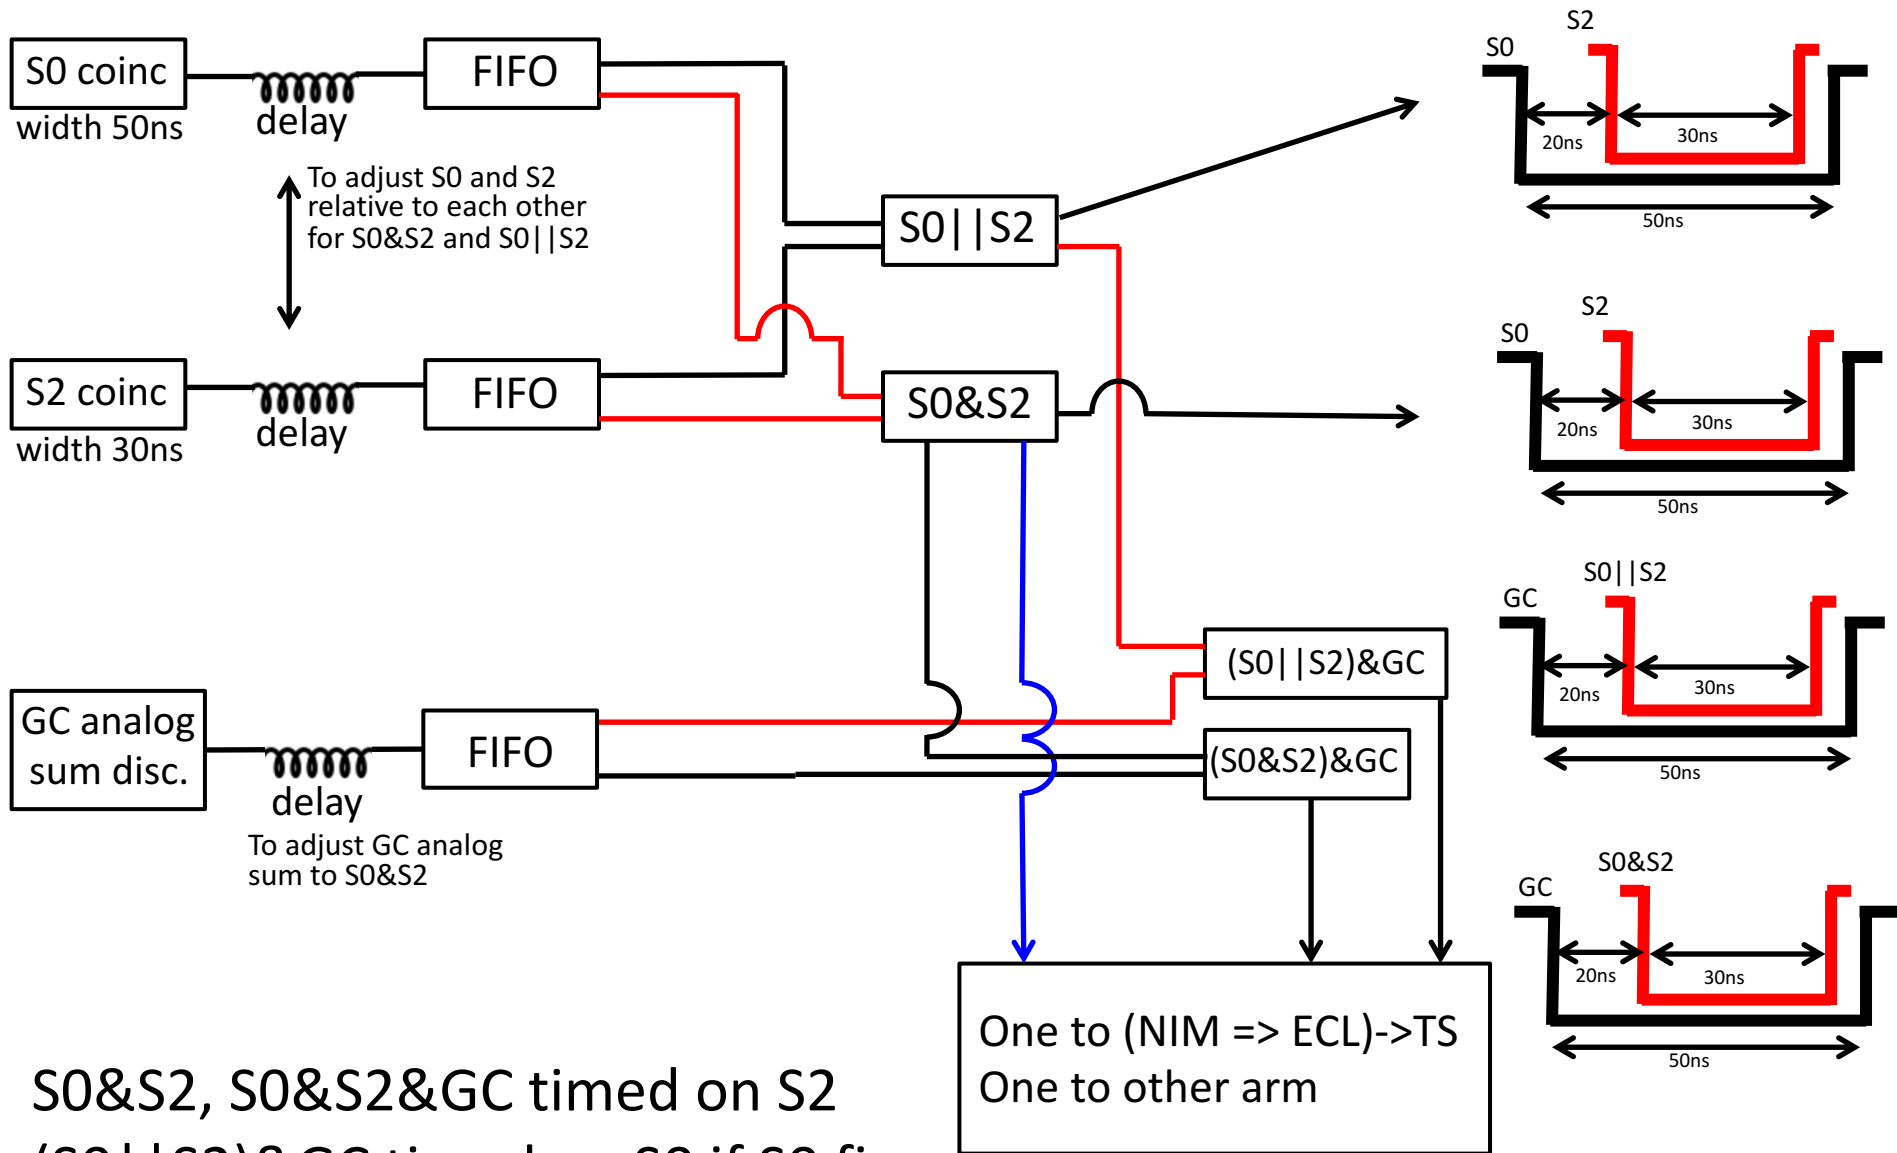 S0 coinc
width 50ns
delay
FIFO
To adjust S0 and S2
relative to each other
for S0&S2 and S0||S2
S2 coinc
width 30ns
delay
FIFO
S0||S2
S0&S2
GC analog
sum disc.
delay
To adjust GC analog
sum to S0&S2
FIFO
(S0||S2)&GC
(S0&S2)&GC
One to (NIM => ECL)->TS
One to other arm
S2
S0
20ns
30ns
50ns
S2
S0
20ns
30ns
50ns
S0||S2
GC
20ns
30ns
50ns
S0&S2
GC
20ns
30ns
50ns
S0&S2, S0&S2&GC timed on S2